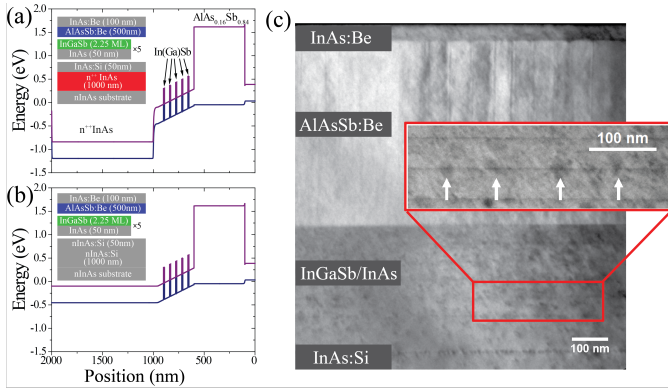 (a)
InAs:Be (100 nm)
AlAsSb:Be (500nm)
InGaSb (2.25 ML)
InAs (50 nm)
×5
InAs:Si (50nm)
n++ InAs
(1000 nm)
nInAs substrate
AlAs0.16Sb0.84
In(Ga)Sb
n++InAs
Energy (eV)
1.5
1.0
0.5
0.0
-0.5
-1.0
-1.5
(b)
InAs:Be (100 nm)
AlAsSb:Be (500nm)
InGaSb (2.25 ML)
InAs (50 nm)
×5
nInAs:Si (50nm)
nInAs:Si
(1000 nm)
nInAs substrate
Energy (eV)
1.5
1.0
0.5
0.0
-0.5
-1.0
-1.5
2000
1500
1000
500
0
Position (nm)
(c)
InAs:Be
AlAsSb:Be
100 nm
InGaSb/InAs
InAs:Si
100 nm